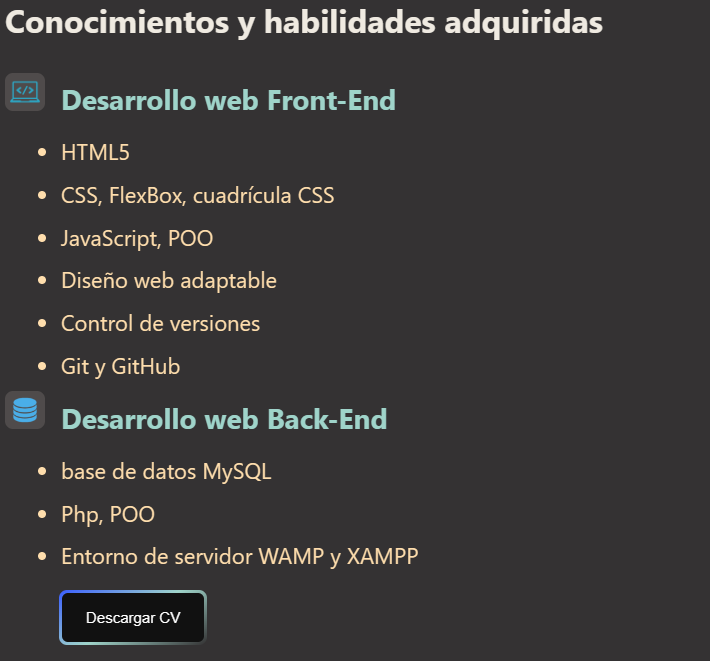 Conocimientos y habilidades adquiridas
Desarrollo web Front-End
HTML5
CSS, FlexBox, cuadrícula CSS
JavaScript, POO
Diseño web adaptable
Control de versiones
Git y GitHub
Desarrollo web Back-End
base de datos MySQL
Php, POO
Entorno de servidor WAMP y XAMPP
Descargar CV